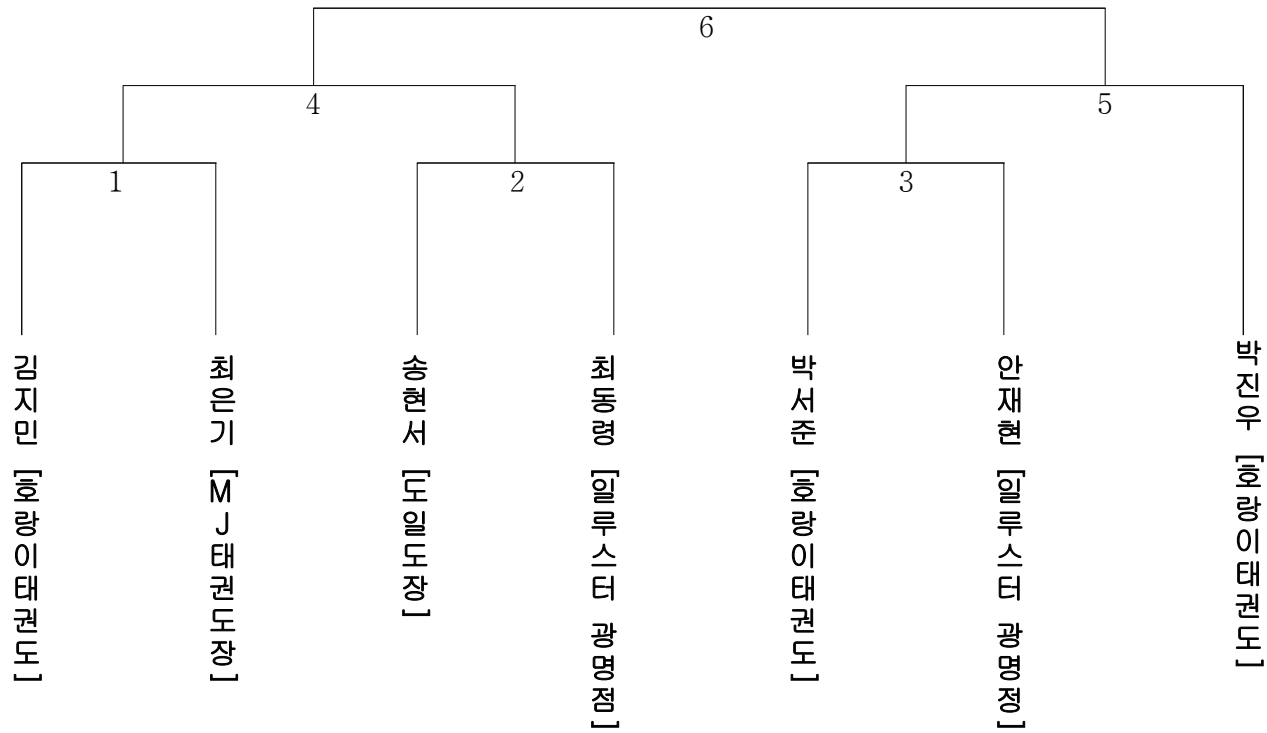 6
4
5
1
2
3
김지민 [호랑이태권도]
최은기 [MJ태권도장]
송현서 [도일도장]
최동령 [일루스터 광명점]
박서준 [호랑이태권도]
안재현 [일루스터 광명정]
박진우 [호랑이태권도]